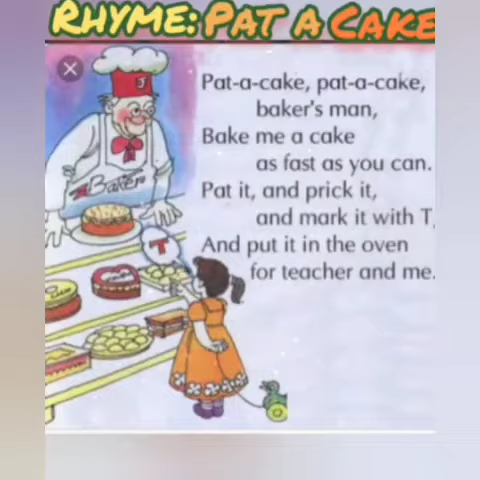 RHYME: PAT A CAKE
Pat-a-cake, pat-a-cake,
baker's man,
Bake me a cake
as fast as you can.
Pat it, and prick it,
and mark it with T,
And put it in the oven
for teacher and me.
Baker
T